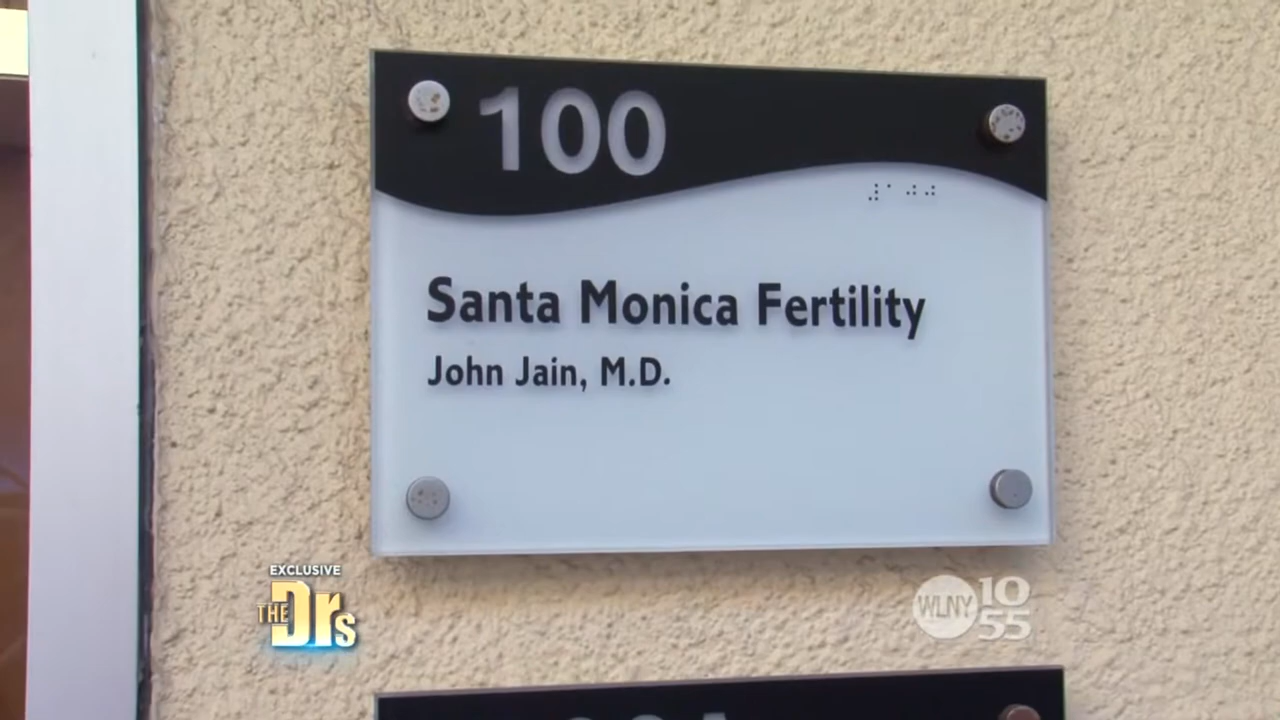 100
Santa Monica Fertility
John Jain, M.D.
EXCLUSIVE
THE Drs
WLNY 10 55